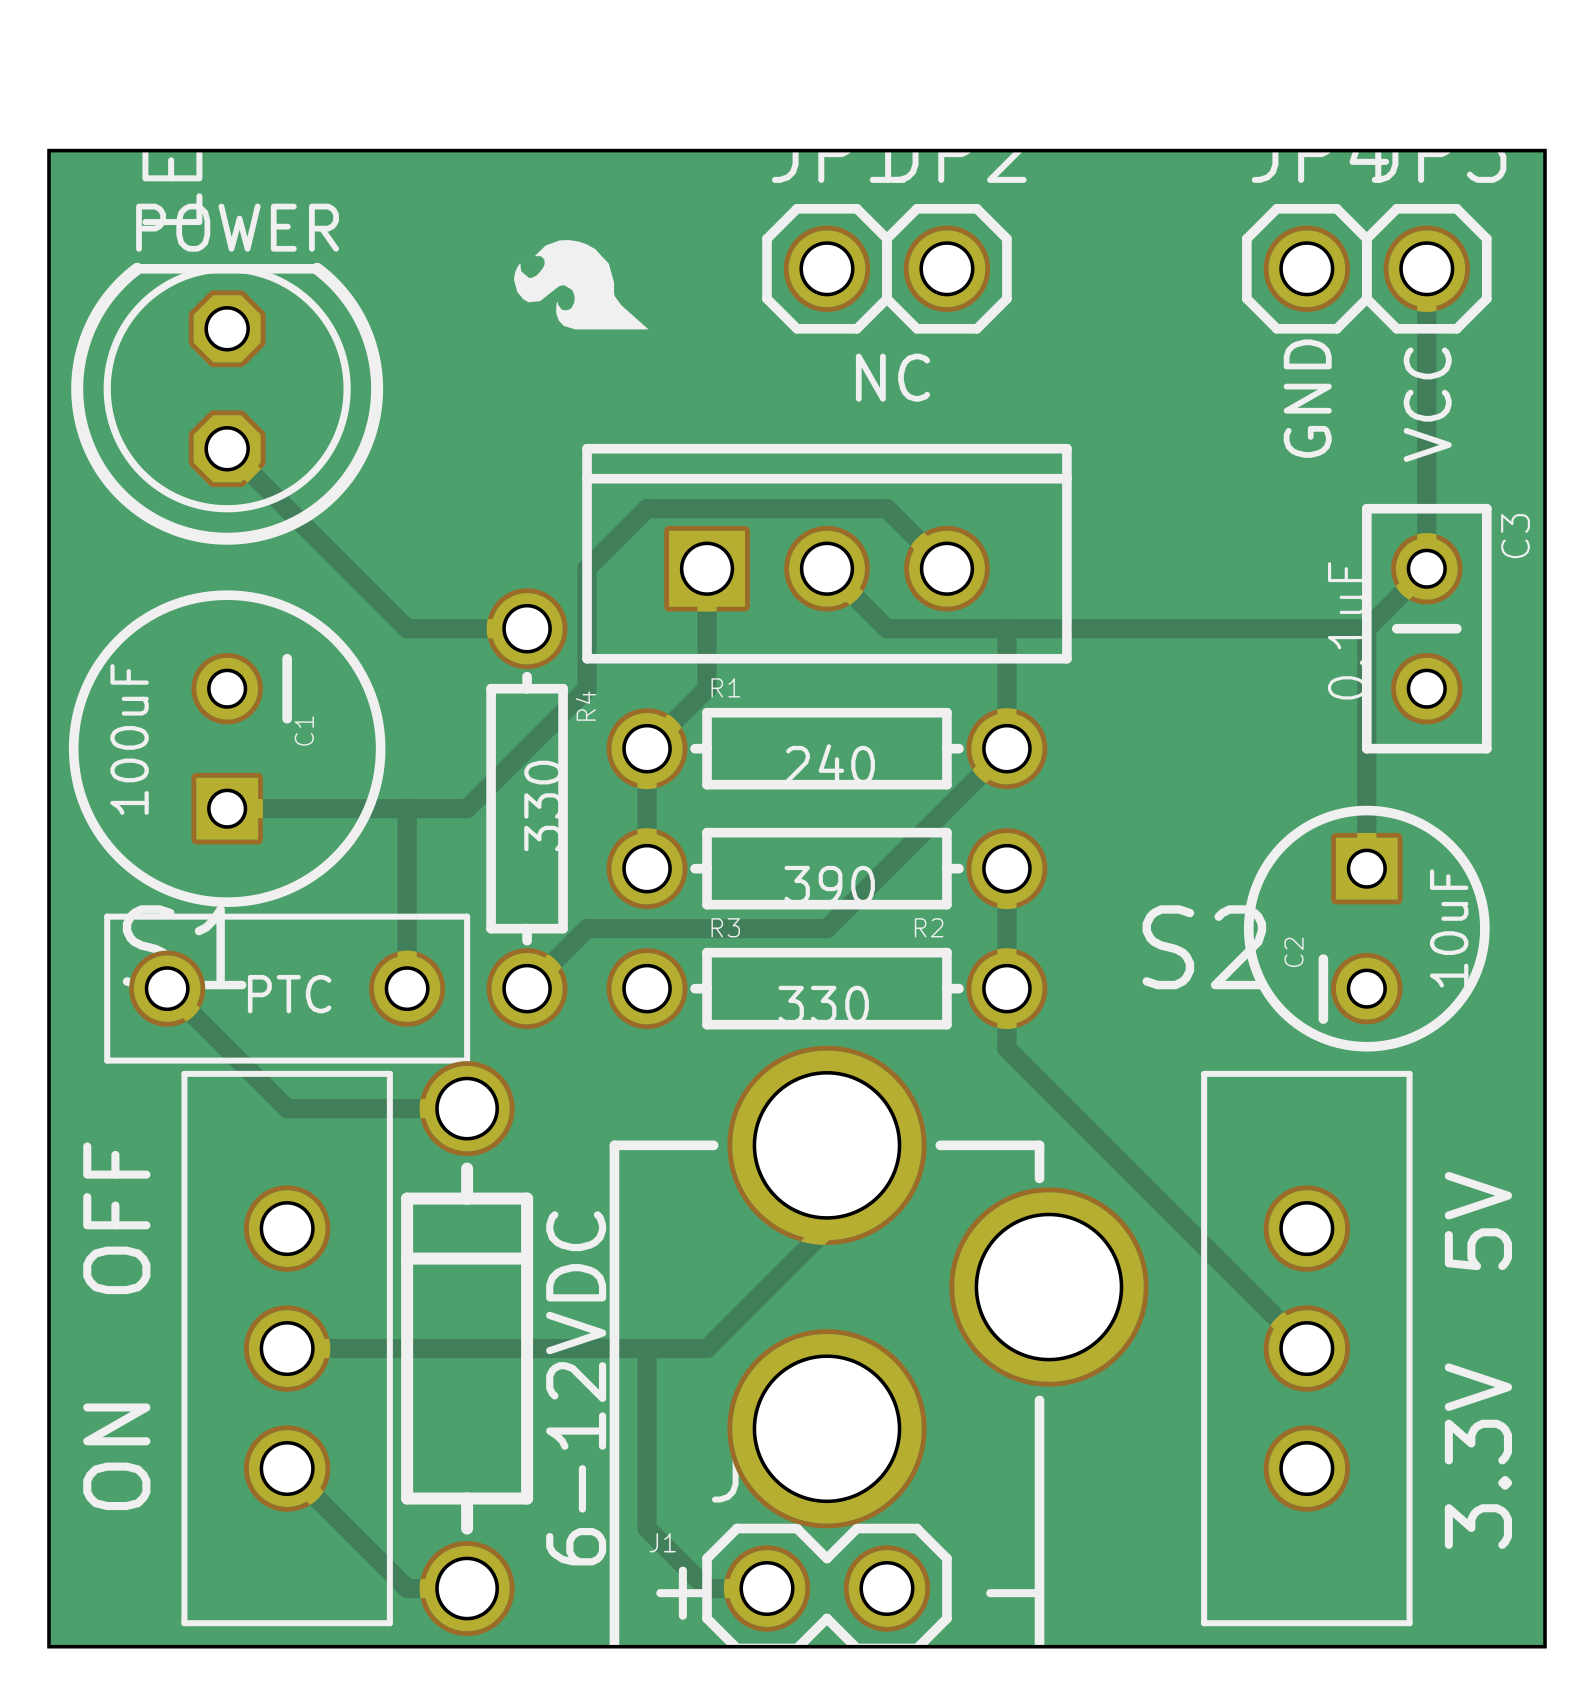 POWER
JP1
JP2
JP4
NC
GND
VCC
C3
0.1uF
R1
R4
C1
100uF
240
330
390
R3
R2
330
S1
PTC
S2
C2
10uF
OFF
ON
6-12VDC
5V
3.3V
J1
+
-